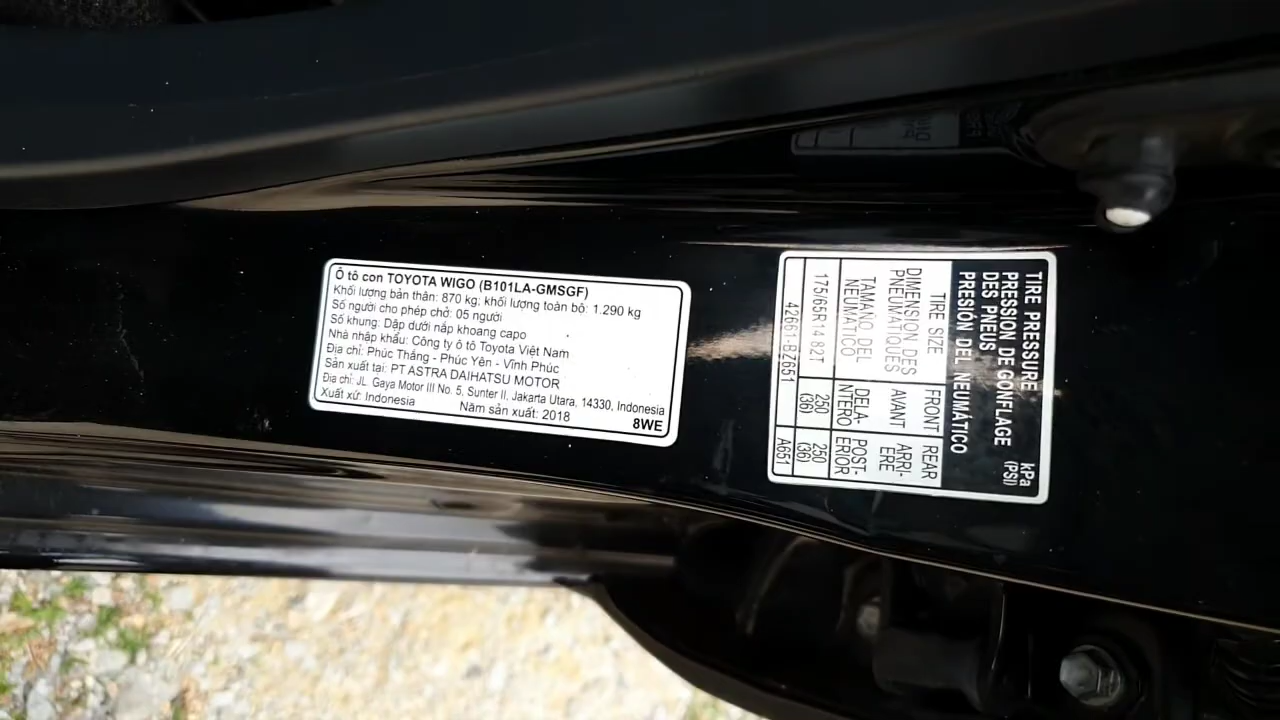 Ô tô con TOYOTA WIGO (B101LA-GMSGF)
Khối lượng bản thân: 870 kg; khối lượng toàn bộ: 1.290 kg
Số người cho phép chở: 05 người
Số khung: Dập dưới nắp khoang capo
Nhà nhập khẩu: Công ty ô tô Toyota Việt Nam
Địa chỉ: Phúc Thắng - Phúc Yên - Vĩnh Phúc
Sản xuất tại: PT ASTRA DAIHATSU MOTOR
Địa chỉ: JL. Gaya Motor III No. 5, Sunter II, Jakarta Utara, 14330, Indonesia
Xuất xứ: Indonesia Năm sản xuất: 2018 8WE
TIRE PRESSURE kPa
PRESSION DE GONFLAGE (PSI)
DES PNEUS
PRESIÓN DEL NEUMÁTICO
TIRE SIZE FRONT REAR
DIMENSION DES PNEUMATIQUES AVANT ARRI-ERE
TAMAÑO DEL NEUMÁTICO DELA-NTERO POST-ERIOR
175/65R14 82T 250 (36) 250 (36)
42661-BZ651 A651